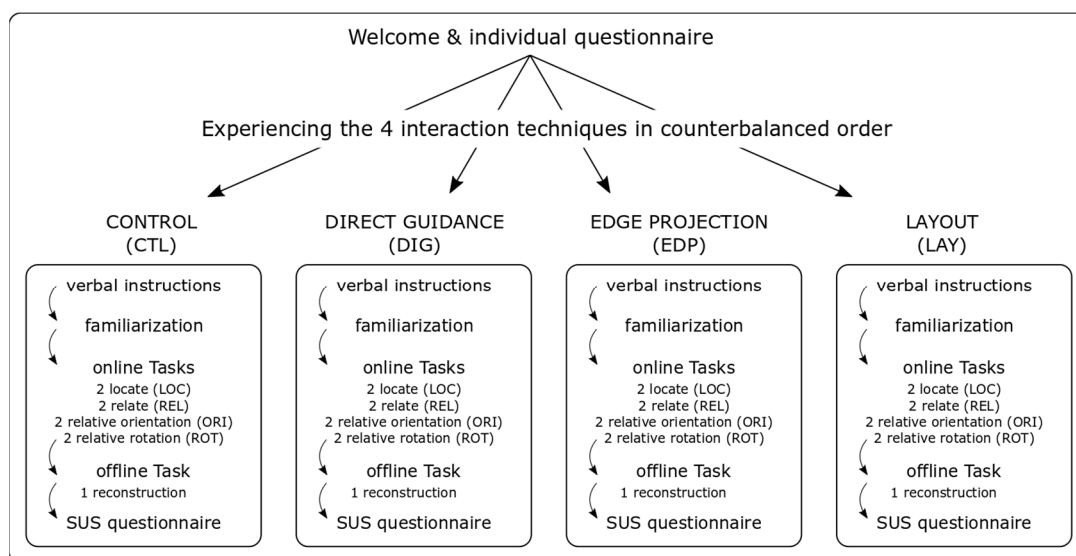 Welcome & individual questionnaire
Experiencing the 4 interaction techniques in counterbalanced order
CONTROL
(CTL)
verbal instructions
familiarization
online Tasks
2 locate (LOC)
2 relate (REL)
2 relative orientation (ORI)
2 relative rotation (ROT)
offline Task
1 reconstruction
SUS questionnaire
DIRECT GUIDANCE
(DIG)
verbal instructions
familiarization
online Tasks
2 locate (LOC)
2 relate (REL)
2 relative orientation (ORI)
2 relative rotation (ROT)
offline Task
1 reconstruction
SUS questionnaire
EDGE PROJECTION
(EDP)
verbal instructions
familiarization
online Tasks
2 locate (LOC)
2 relate (REL)
2 relative orientation (ORI)
2 relative rotation (ROT)
offline Task
1 reconstruction
SUS questionnaire
LAYOUT
(LAY)
verbal instructions
familiarization
online Tasks
2 locate (LOC)
2 relate (REL)
2 relative orientation (ORI)
2 relative rotation (ROT)
offline Task
1 reconstruction
SUS questionnaire